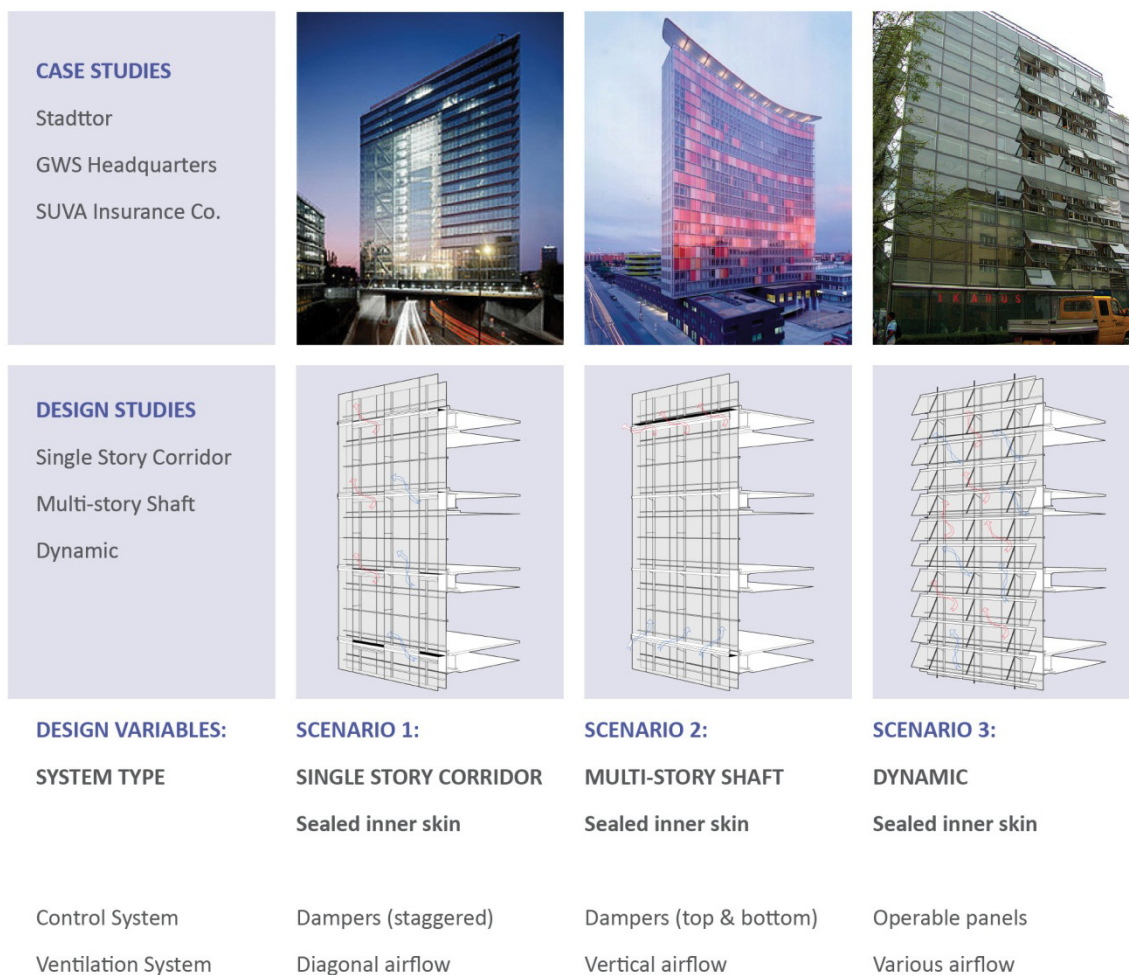 CASE STUDIES
Stadttor
GWS Headquarters
SUVA Insurance Co.
IKARUS
DESIGN STUDIES
Single Story Corridor
Multi-story Shaft
Dynamic
DESIGN VARIABLES:
SCENARIO 1:
SCENARIO 2:
SCENARIO 3:
SYSTEM TYPE
SINGLE STORY CORRIDOR
MULTI-STORY SHAFT
DYNAMIC
Sealed inner skin
Sealed inner skin
Sealed inner skin
Control System
Dampers (staggered)
Dampers (top & bottom)
Operable panels
Ventilation System
Diagonal airflow
Vertical airflow
Various airflow